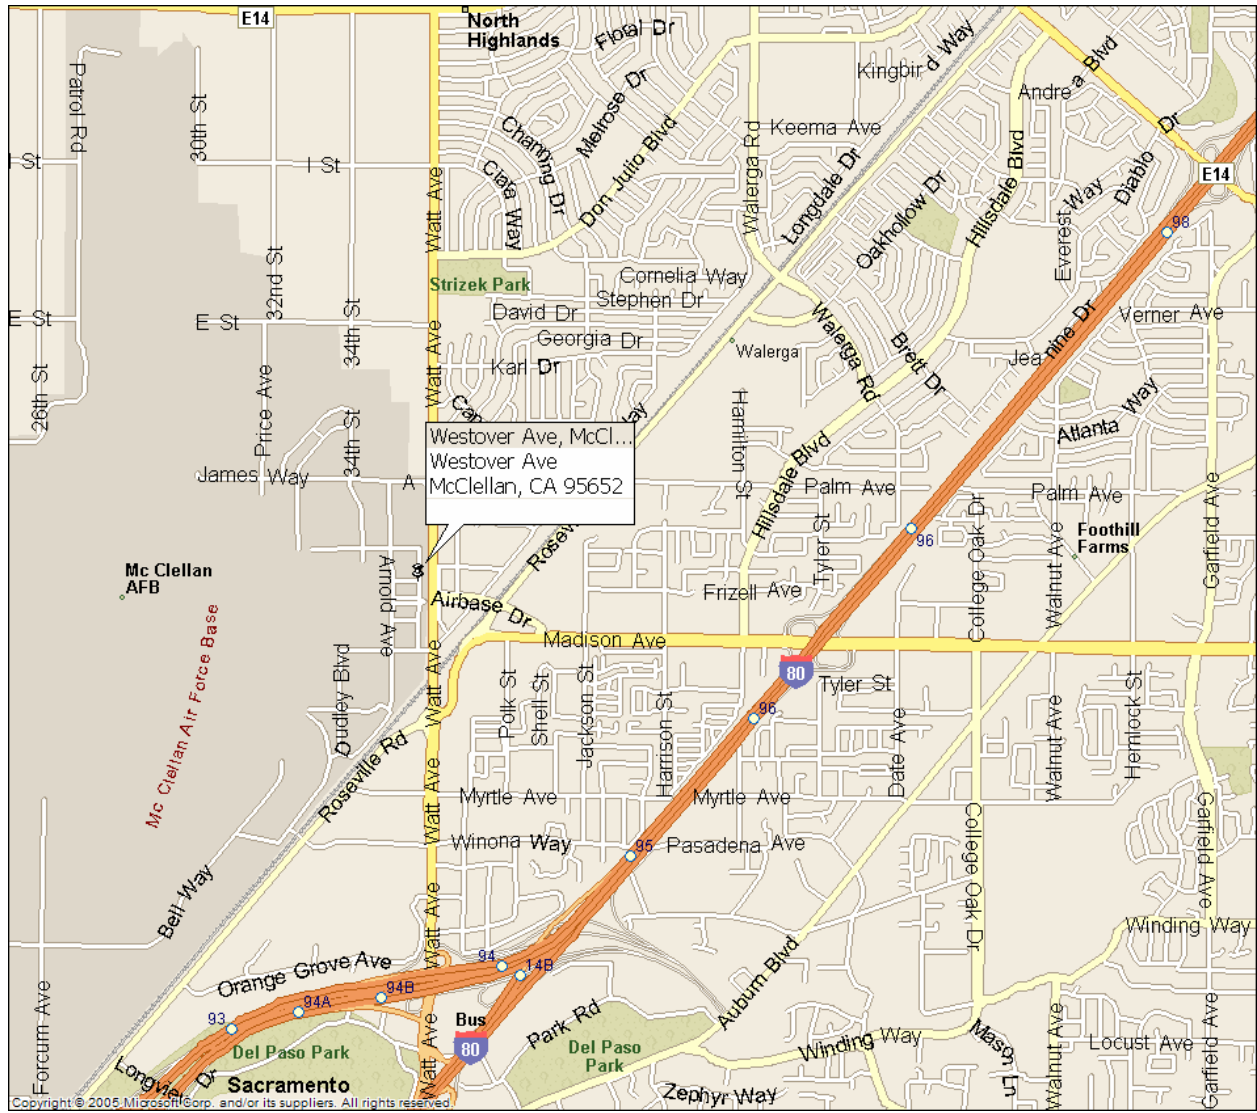 E14
North
Highlands
Floral Dr
Kingbird Way
Andrea Blvd
Patrol Rd
30th St
Channing Dr
Melrose Dr
Keema Ave
Walerga Rd
Hillsdale Blvd
Diablo Dr
I St
I St
Clata Way
Don Julio Blvd
Longdale Dr
Oakhollow Dr
Everest Way
E14
Watt Ave
98
32nd St
Strizek Park
Cornelia Way
Stephen Dr
David Dr
Georgia Dr
Karl Dr
Walerga
Walerga Rd
Brett Dr
Jeanine Dr
Verner Ave
E St
E St
34th St
Watt Ave
26th St
Price Ave
34th St
Hamilton St
Hillsdale Blvd
Atlanta Way
Westover Ave, McCl...
Westover Ave
McClellan, CA 95652
James Way
A
Palm Ave
Palm Ave
Garfield Ave
Tyler St
96
College Oak Dr
Walnut Ave
Foothill
Farms
Mc Clellan
AFB
Arnold Ave
Airbase Dr
Frizell Ave
Mc Clellan Air Force Base
Madison Ave
Dudley Blvd
Watt Ave
Polk St
Shell St
Jackson St
Harrison St
80
Tyler St
96
Date Ave
Walnut Ave
Hemlock St
Roseville Rd
Watt Ave
Myrtle Ave
Myrtle Ave
Winona Way
95
Pasadena Ave
College Oak Dr
Garfield Ave
Bell Way
Watt Ave
Winding Way
Orange Grove Ave
94
14B
94B
94A
93
Auburn Blvd
Forcum Ave
Watt Ave
Bus
80
Park Rd
Del Paso Park
Del Paso
Park
Winding Way
Mason Ln
Walnut Ave
Locust Ave
Garfield Ave
Longview Dr
Sacramento
Zephyr Way
Copyright © 2005 Microsoft Corp. and/or its suppliers. All rights reserved.